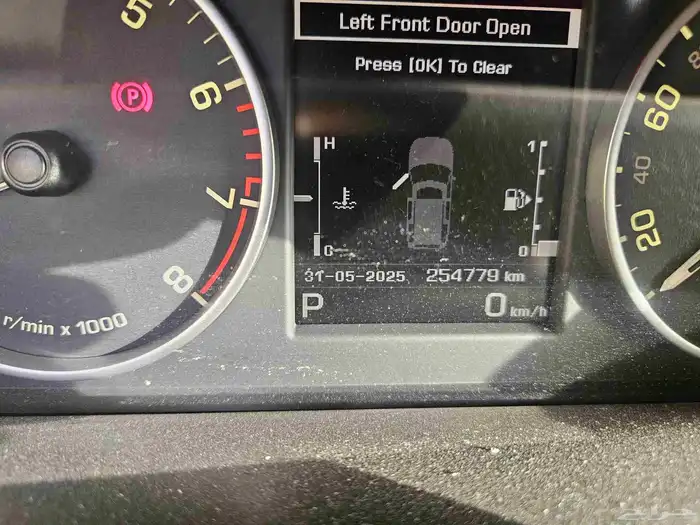 Left Front Door Open
Press [OK] To Clear
5
6
7
8
r/min x 1000
P
H
C
1
0
31-05-2025 254779 km
P 0 km/h
60
40
20